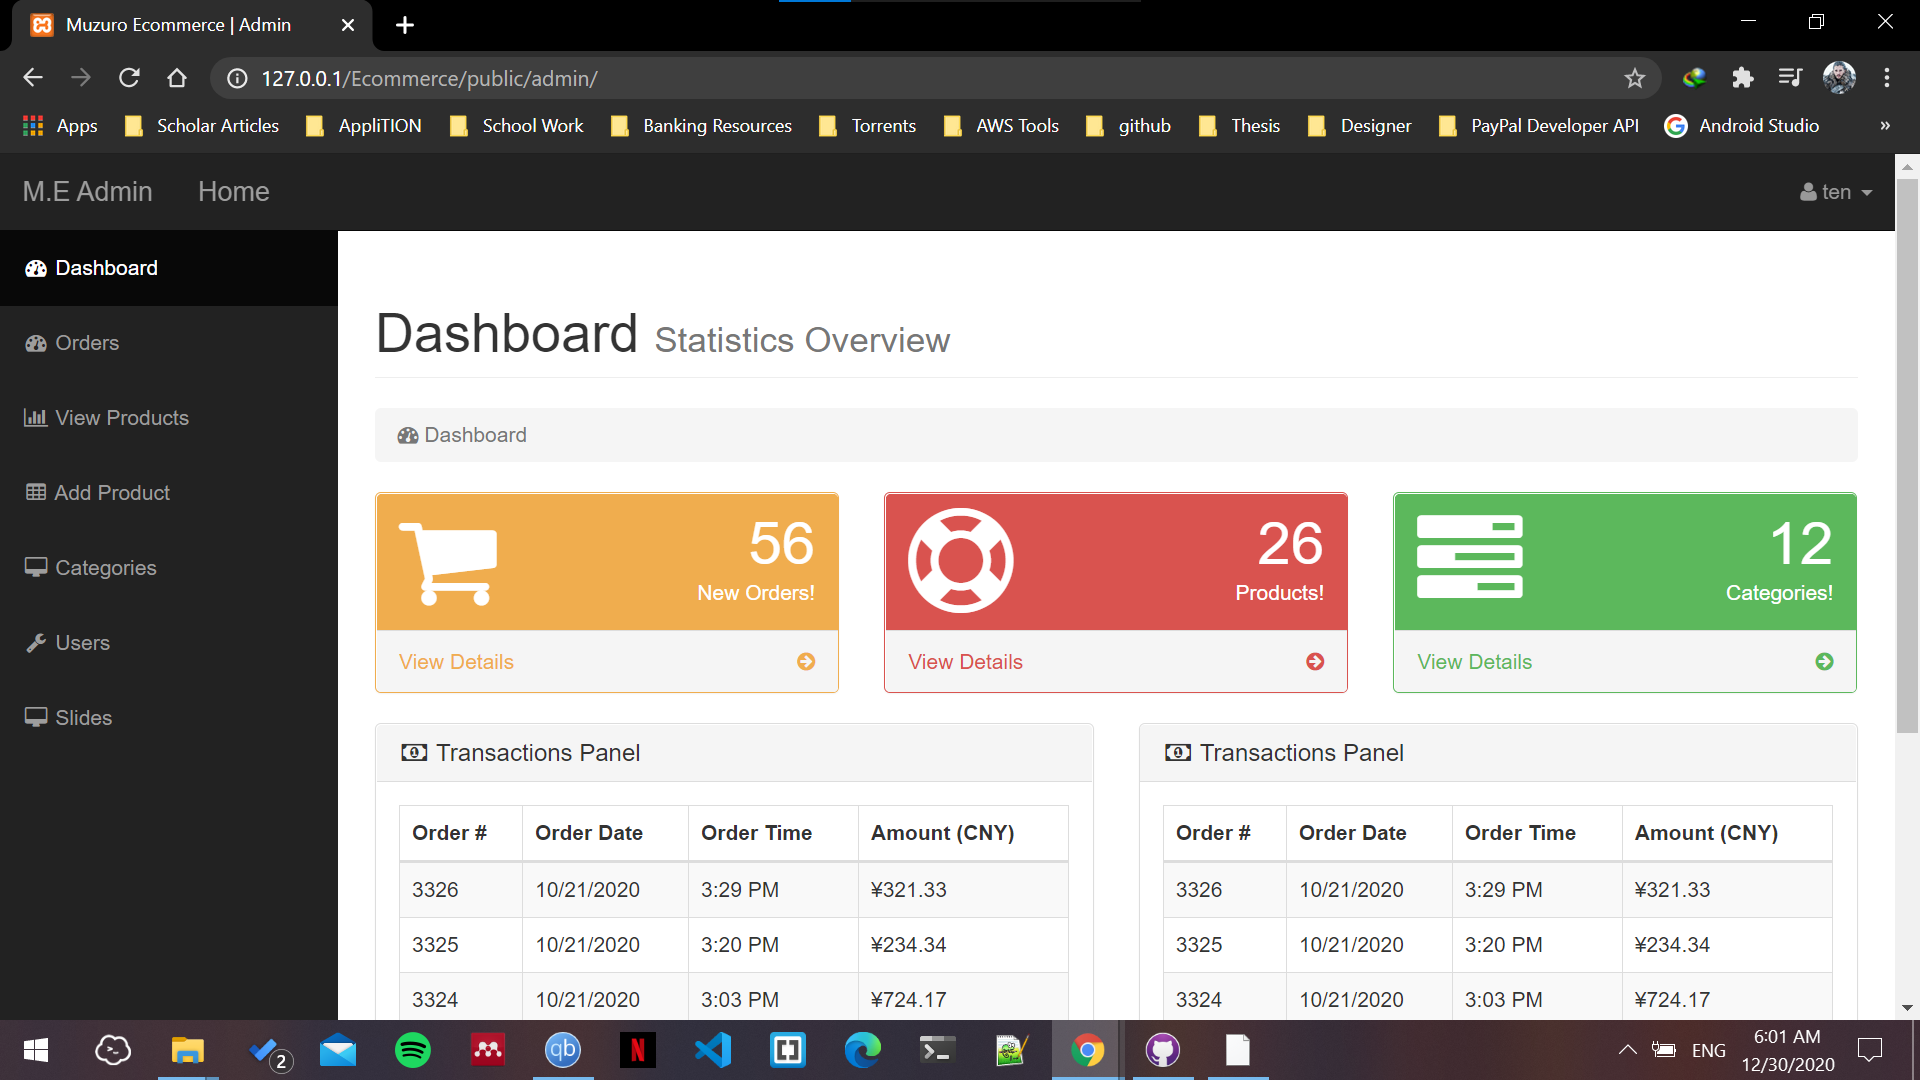 Muzuro Ecommerce | Admin
127.0.0.1/Ecommerce/public/admin/
Apps Scholar Articles AppliTION School Work Banking Resources Torrents AWS Tools github Thesis Designer PayPal Developer API Android Studio »
M.E Admin Home ten
Dashboard
Orders
View Products
Add Product
Categories
Users
Slides
Dashboard Statistics Overview
Dashboard
56
New Orders!
View Details
26
Products!
View Details
12
Categories!
View Details
Transactions Panel
Order # Order Date Order Time Amount (CNY)
3326 10/21/2020 3:29 PM ¥321.33
3325 10/21/2020 3:20 PM ¥234.34
3324 10/21/2020 3:03 PM ¥724.17
Transactions Panel
Order # Order Date Order Time Amount (CNY)
3326 10/21/2020 3:29 PM ¥321.33
3325 10/21/2020 3:20 PM ¥234.34
3324 10/21/2020 3:03 PM ¥724.17
2
qb
N
ENG
6:01 AM
12/30/2020